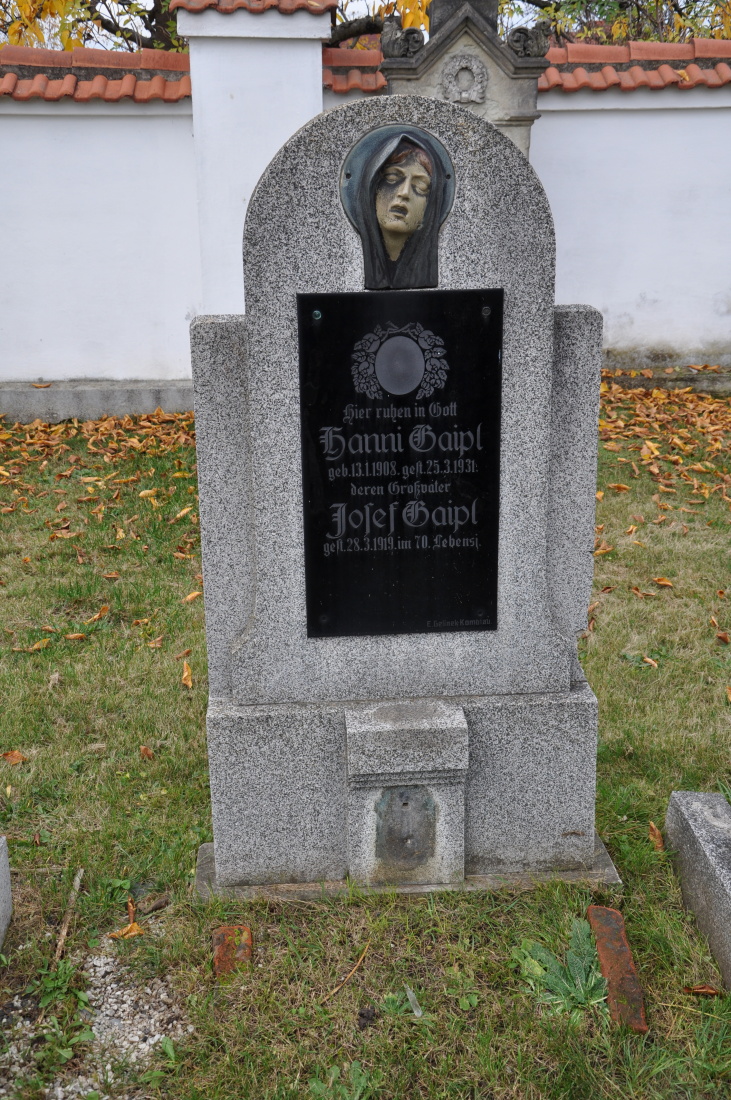 Hier ruhen in Gott
Hanni Gaipl
geb. 13.1.1908. gest. 25.3.1931.
deren Großvater
Josef Gaipl
gest. 28.3.1919. im 70. Lebensj.
Komotau